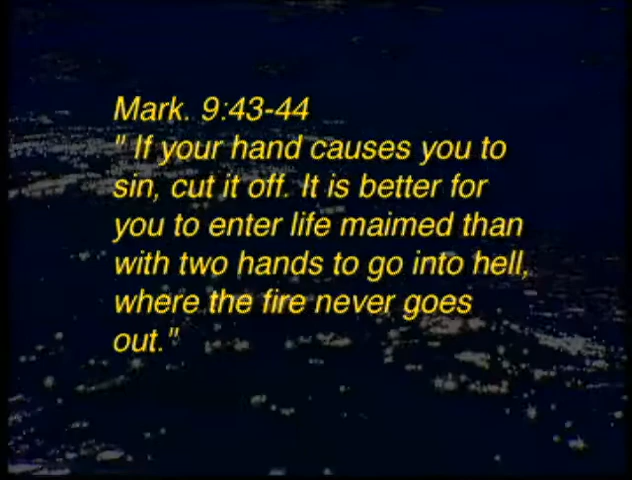 Mark. 9:43-44
" If your hand causes you to
sin, cut it off. It is better for
you to enter life maimed than
with two hands to go into hell,
where the fire never goes
out."